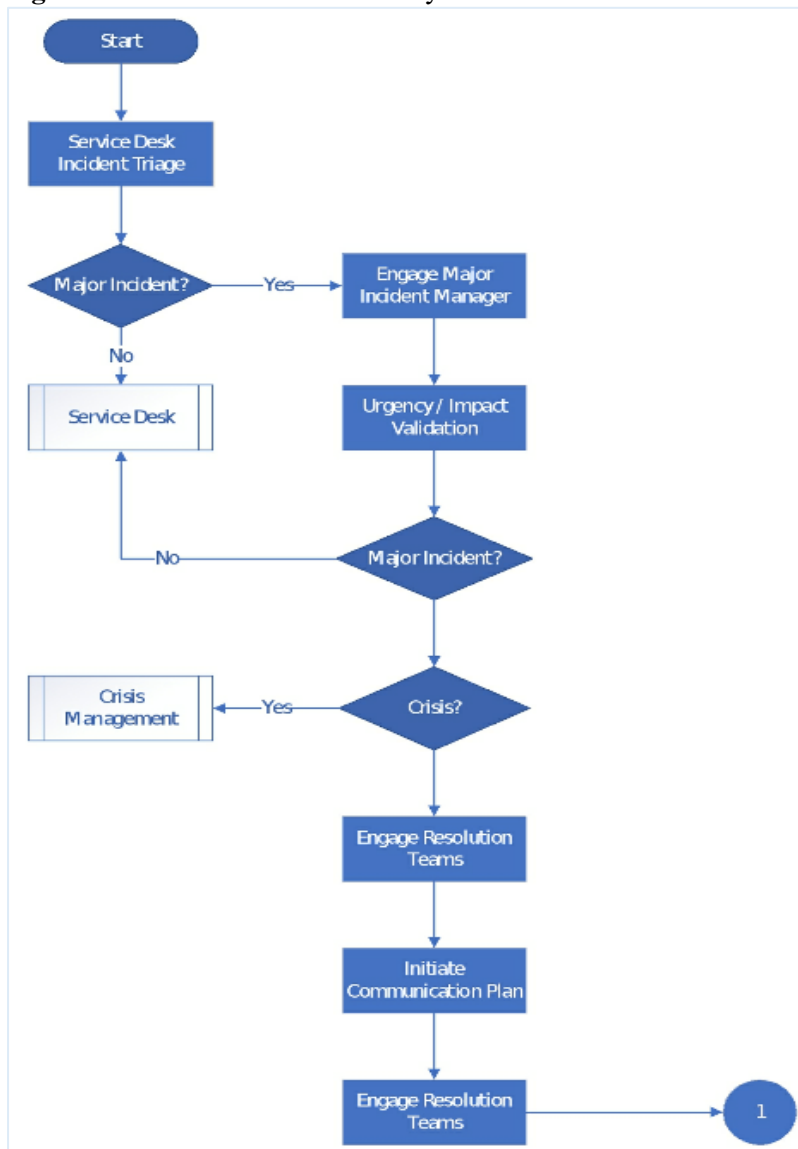 Start
Service Desk
Incident Triage
Major Incident?
Yes
Engage Major
Incident Manager
No
Service Desk
Urgency / Impact
Validation
No
Major Incident?
Crisis
Management
Yes
Crisis?
Engage Resolution
Teams
Initiate
Communication Plan
Engage Resolution
Teams
1